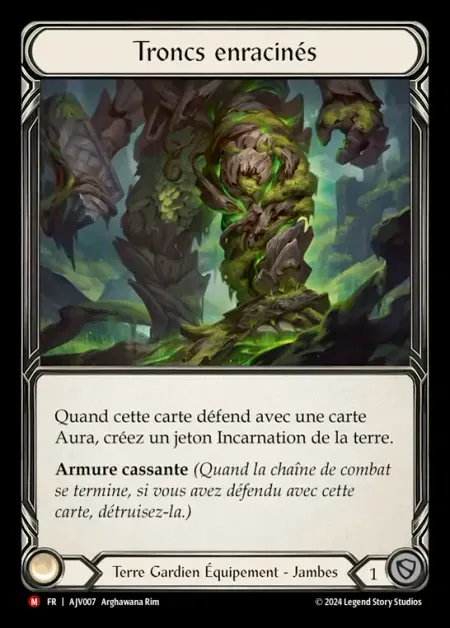 Troncs enracinés
Quand cette carte défend avec une carte
Aura, créez un jeton Incarnation de la terre.
Armure cassante (Quand la chaîne de combat
se termine, si vous avez défendu avec cette
carte, détruisez-la.)
Terre Gardien Équipement - Jambes
1
M FR | AJV007 Arghawana Rim
© 2024 Legend Story Studios